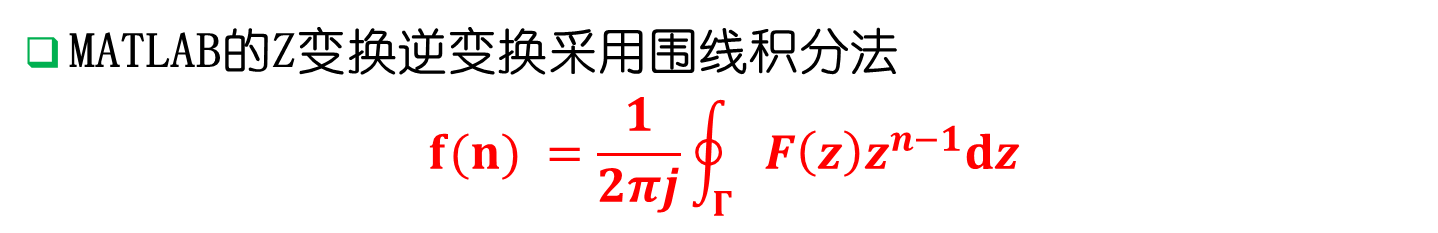 ❑ MATLAB的Z变换逆变换采用围线积分法
f(n) = \frac{1}{2πj} ∮_Γ F(z)z^{n−1}dz